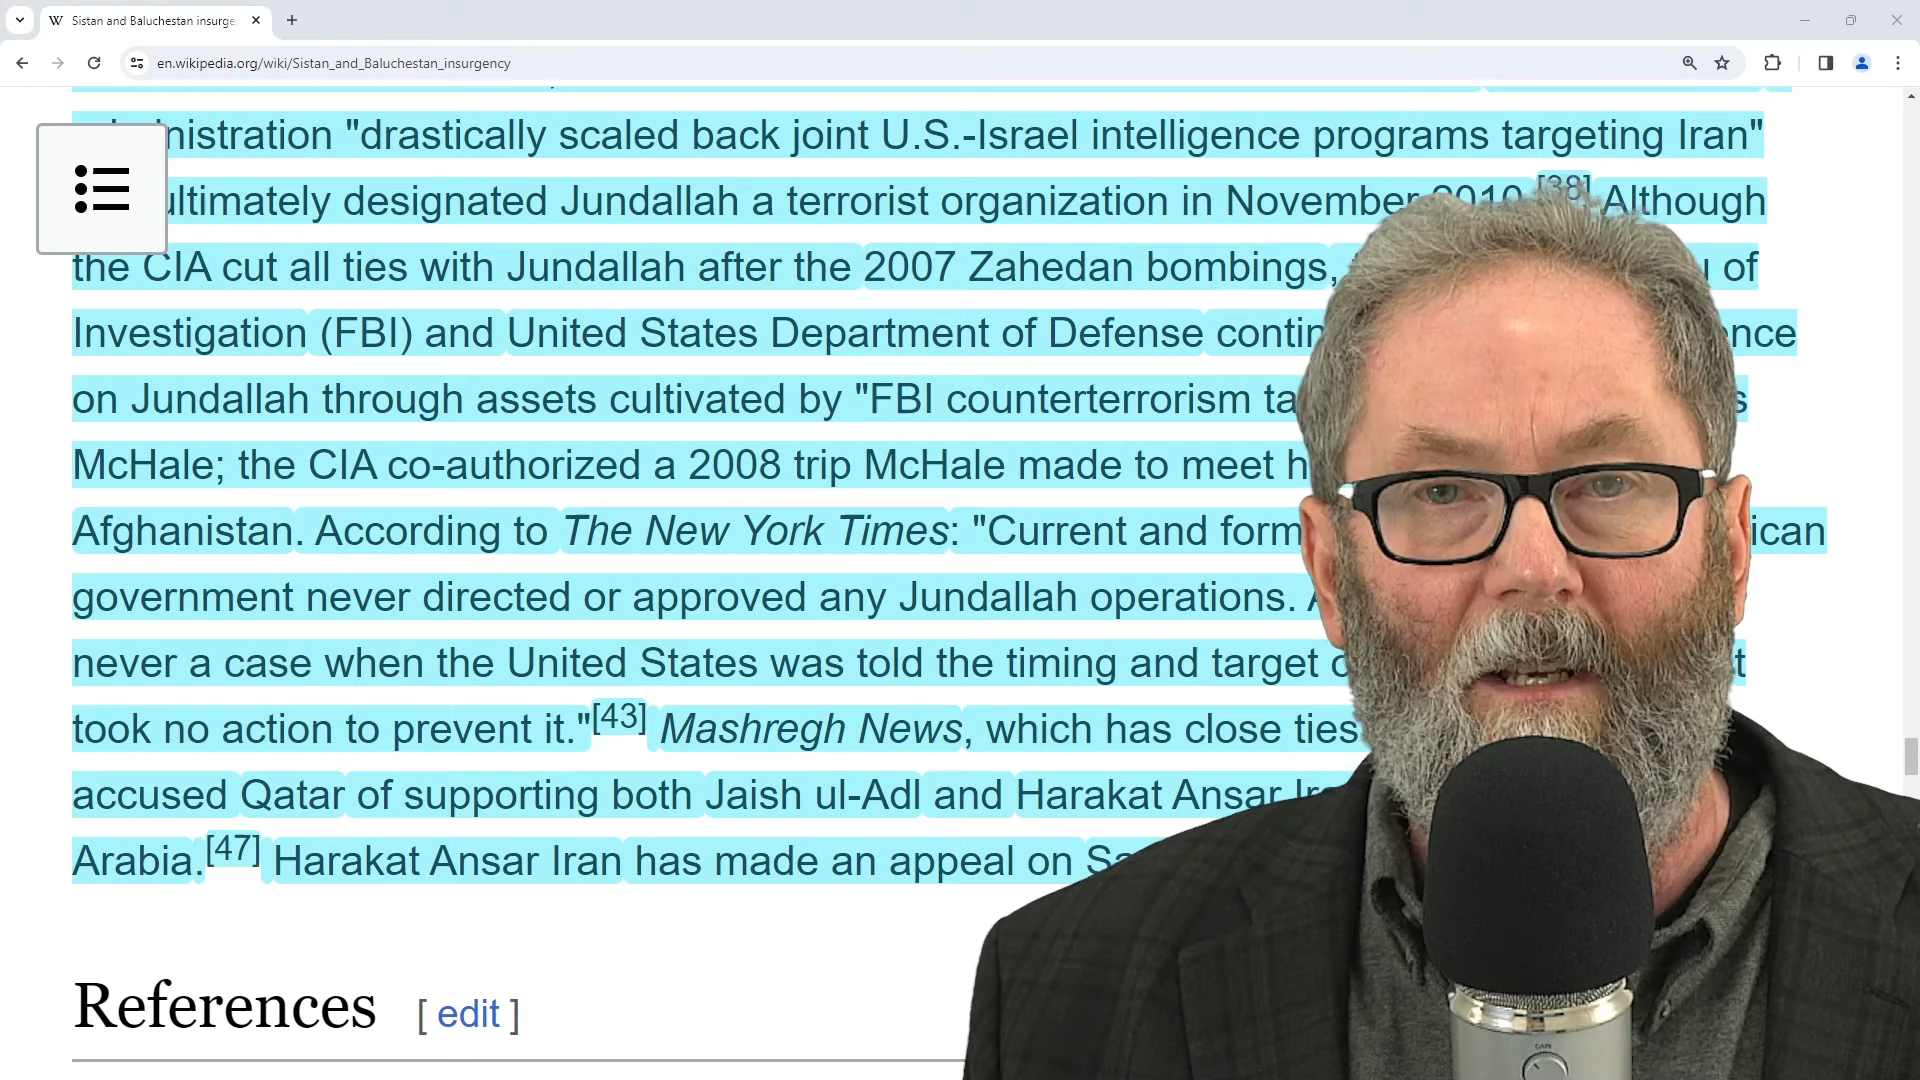 Sistan and Baluchestan insurge
en.wikipedia.org/wiki/Sistan_and_Baluchestan_insurgency
nistration "drastically scaled back joint U.S.-Israel intelligence programs targeting Iran"
ultimately designated Jundallah a terrorist organization in November 2010.[38] Although
the CIA cut all ties with Jundallah after the 2007 Zahedan bombings, of
Investigation (FBI) and United States Department of Defense contin nce
on Jundallah through assets cultivated by "FBI counterterrorism ta s
McHale; the CIA co-authorized a 2008 trip McHale made to meet h
Afghanistan. According to The New York Times: "Current and form ican
government never directed or approved any Jundallah operations.
never a case when the United States was told the timing and target t
took no action to prevent it."[43] Mashregh News, which has close ties
accused Qatar of supporting both Jaish ul-Adl and Harakat Ansar Ira
Arabia.[47] Harakat Ansar Iran has made an appeal on Sa
References [ edit ]
GAIN